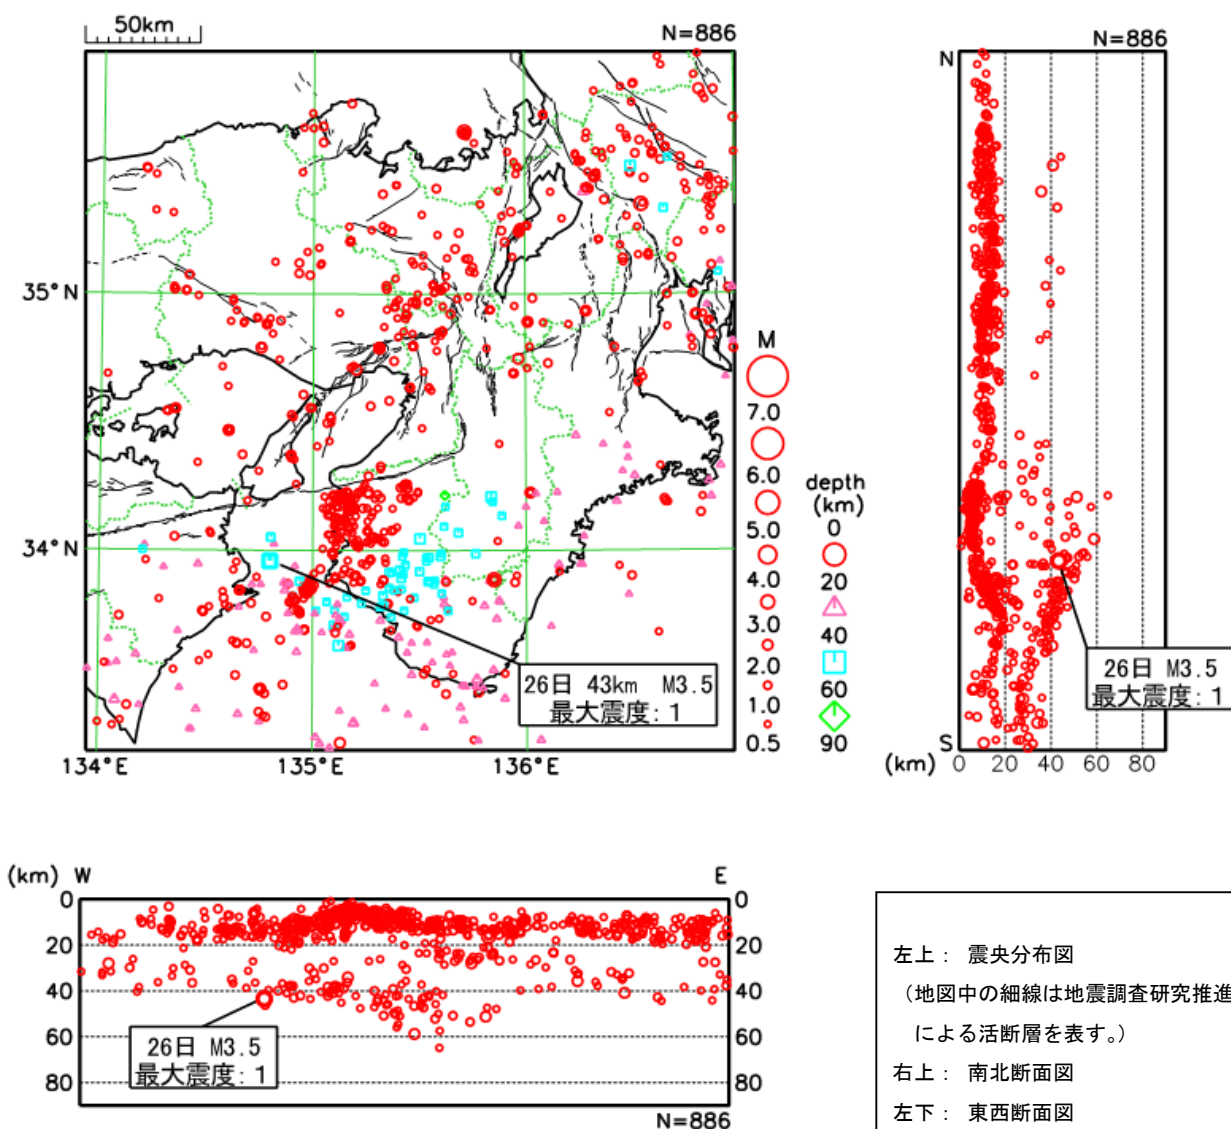 50km
N=886
35°N
34°N
134°E
135°E
136°E
M
7.0
6.0
5.0
4.0
3.0
2.0
1.0
0.5
depth
(km)
0
20
40
60
90
26日 43km M3.5
最大震度: 1
N=886
N
S
(km)
0
20
40
60
80
26日 M3.5
最大震度: 1
(km) W
E
0
20
40
60
80
0
20
40
60
80
26日 M3.5
最大震度: 1
N=886
左上： 震央分布図
（地図中の細線は地震調査研究推進
による活断層を表す。）
右上： 南北断面図
左下： 東西断面図